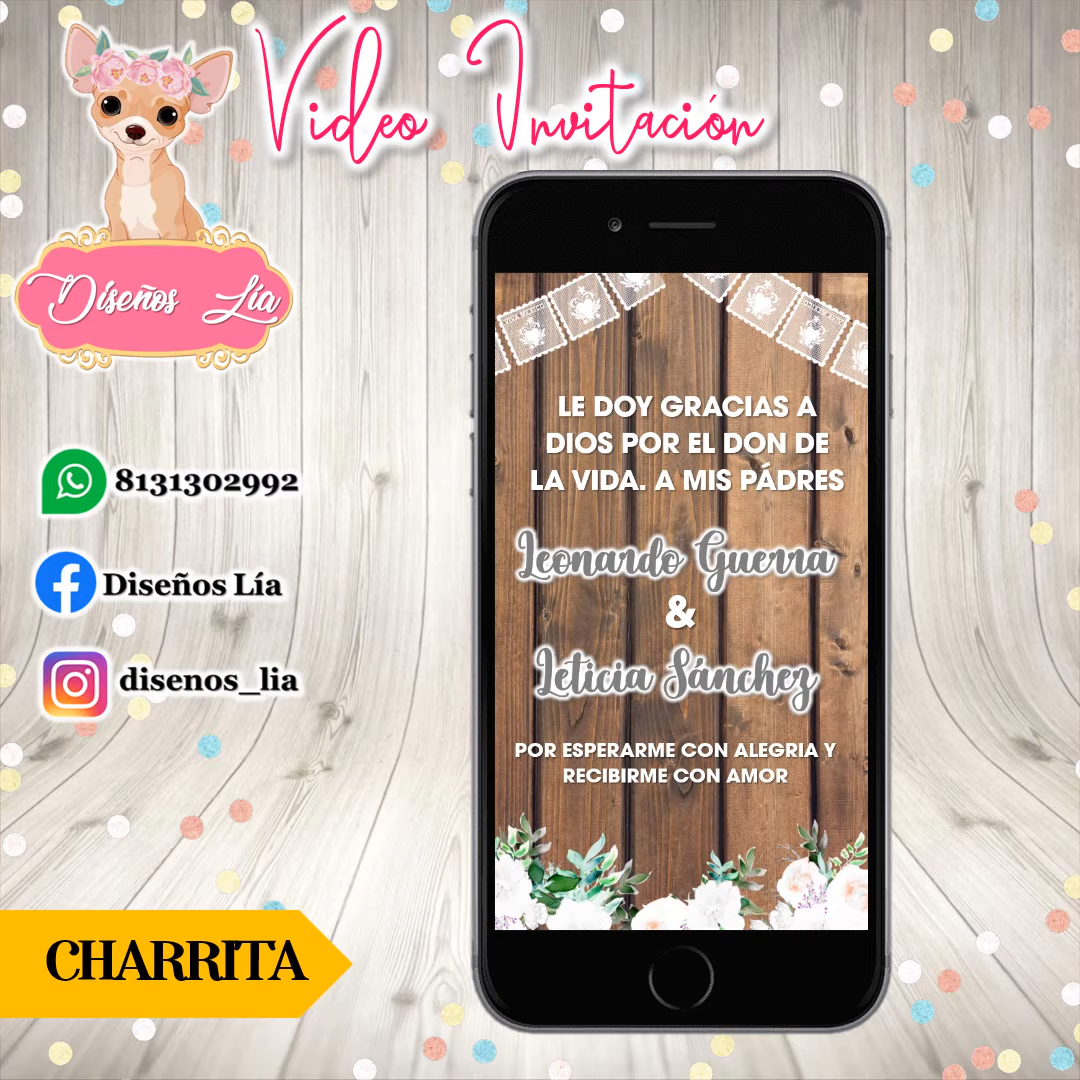 Video Invitación
Diseños Lía
8131302992
Diseños Lía
disenos_lia
CHARRITA
LE DOY GRACIAS A
DIOS POR EL DON DE
LA VIDA. A MIS PÁDRES
Leonardo Guerra
&
Leticia Sánchez
POR ESPERARME CON ALEGRIA Y
RECIBIRME CON AMOR